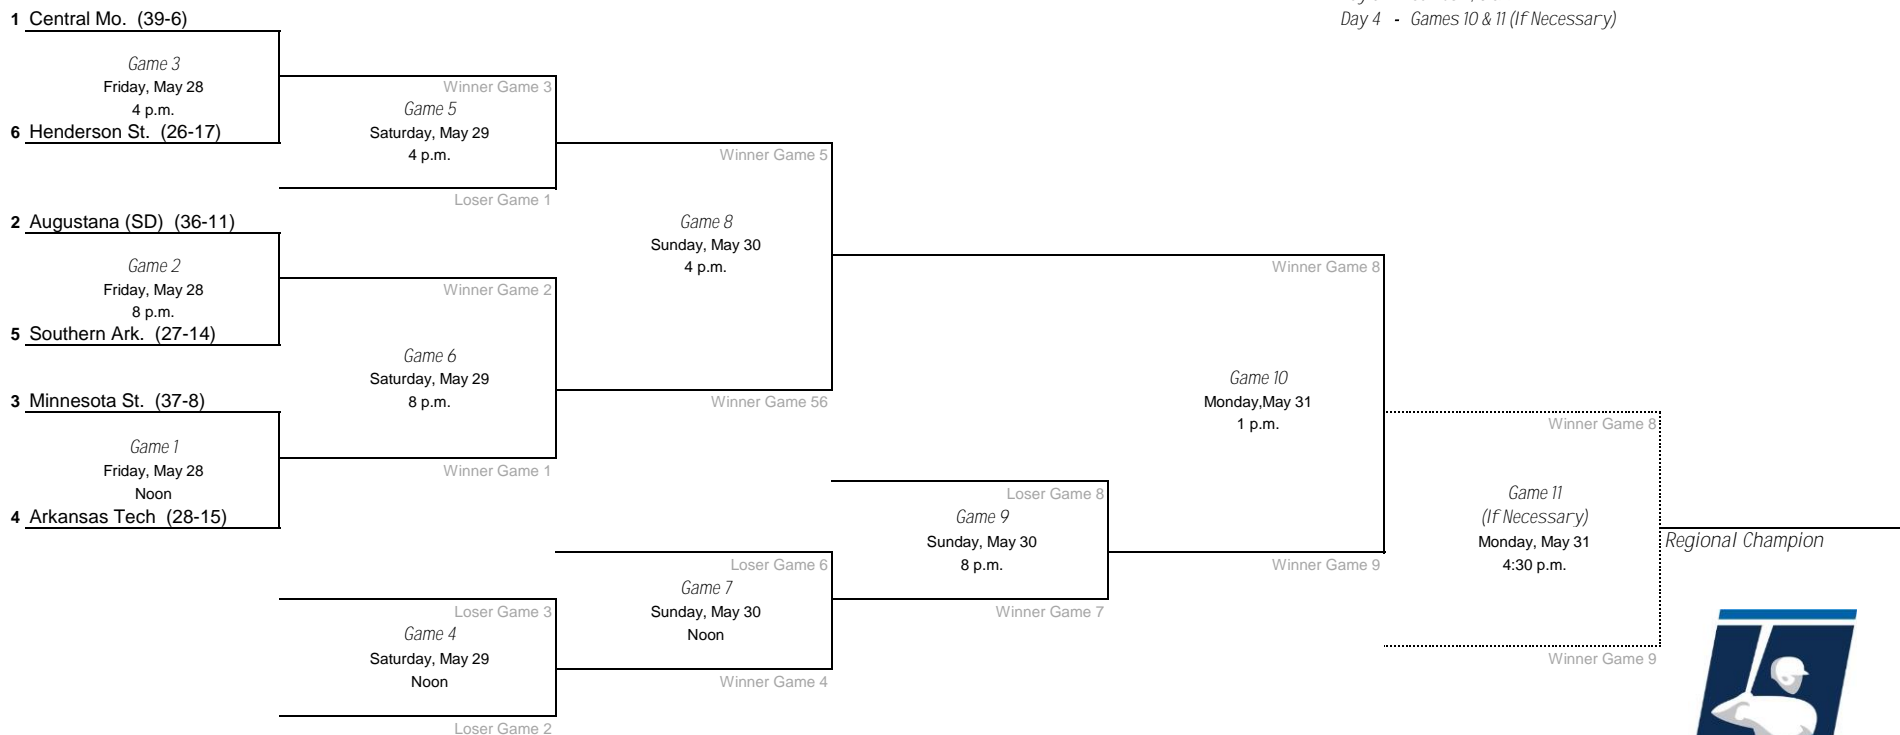 Day 4 - Games 10 & 11 (If Necessary)
1 Central Mo. (39-6)
Game 3
Friday, May 28
4 p.m.
6 Henderson St. (26-17)
Winner Game 3
Game 5
Saturday, May 29
4 p.m.
Loser Game 1
2 Augustana (SD) (36-11)
Game 2
Friday, May 28
8 p.m.
5 Southern Ark. (27-14)
Winner Game 2
Game 6
Saturday, May 29
8 p.m.
Winner Game 1
3 Minnesota St. (37-8)
Game 1
Friday, May 28
Noon
4 Arkansas Tech (28-15)
Loser Game 3
Game 4
Saturday, May 29
Noon
Loser Game 2
Winner Game 5
Game 8
Sunday, May 30
4 p.m.
Winner Game 56
Loser Game 6
Game 7
Sunday, May 30
Noon
Winner Game 4
Loser Game 8
Game 9
Sunday, May 30
8 p.m.
Winner Game 7
Winner Game 8
Game 10
Monday,May 31
1 p.m.
Winner Game 9
Winner Game 8
Game 11
(If Necessary)
Monday, May 31
4:30 p.m.
Winner Game 9
Regional Champion